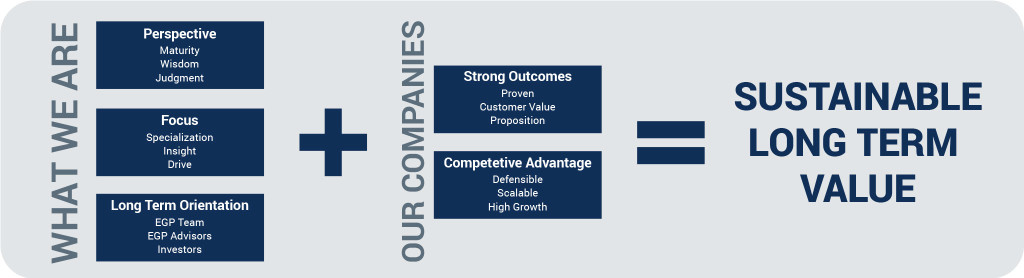 WHAT WE ARE
Perspective
Maturity
Wisdom
Judgment
Focus
Specialization
Insight
Drive
Long Term Orientation
EGP Team
EGP Advisors
Investors
+
OUR COMPANIES
Strong Outcomes
Proven
Customer Value
Proposition
Competetive Advantage
Defensible
Scalable
High Growth
=
SUSTAINABLE
LONG TERM
VALUE